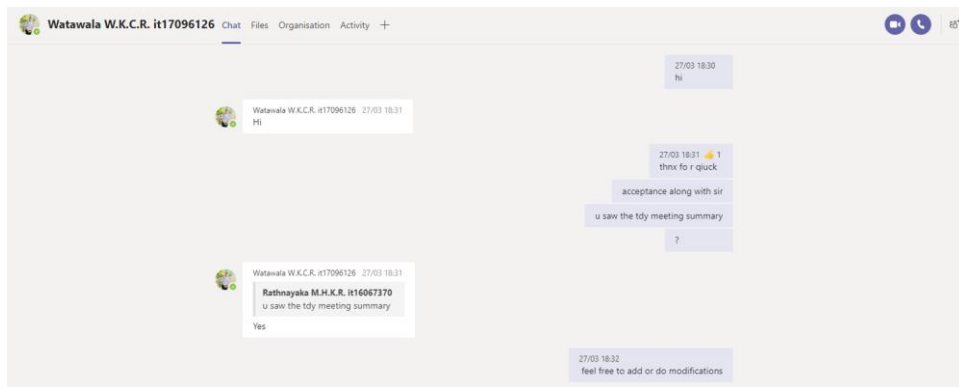 Watawala W.K.C.R. it17096126 Chat Files Organisation Activity +
27/03 18:30
hi
Watawala W.K.C.R. it17096126 27/03 18:31
Hi
27/03 18:31 👍 1
thnx fo r qiuck
acceptance along with sir
u saw the tdy meeting summary
?
Watawala W.K.C.R. it17096126 27/03 18:31
Rathnayaka M.H.K.R. it16067370
u saw the tdy meeting summary
Yes
27/03 18:32
feel free to add or do modifications